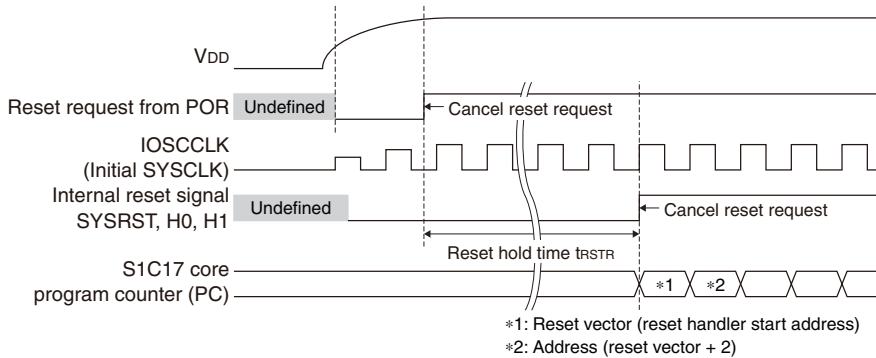 VDD
Reset request from POR
Undefined
Cancel reset request
IOSCCLK
(Initial SYSCLK)
Internal reset signal
SYSRST, H0, H1
Undefined
Cancel reset request
Reset hold time tRSTR
S1C17 core
program counter (PC)
*1
*2
*1: Reset vector (reset handler start address)
*2: Address (reset vector + 2)